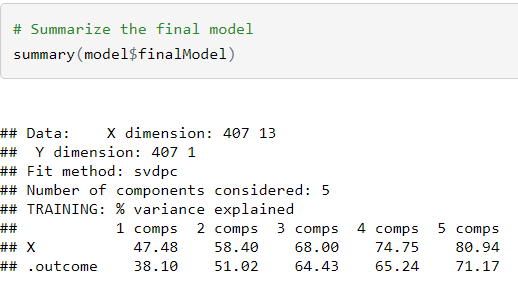 # Summarize the final model
summary(model$finalModel)
## Data:    X dimension: 407 13
##  Y dimension: 407 1
## Fit method: svdpc
## Number of components considered: 5
## TRAINING: % variance explained
##           1 comps  2 comps  3 comps  4 comps  5 comps
## X           47.48    58.40    68.00    74.75    80.94
## .outcome    38.10    51.02    64.43    65.24    71.17